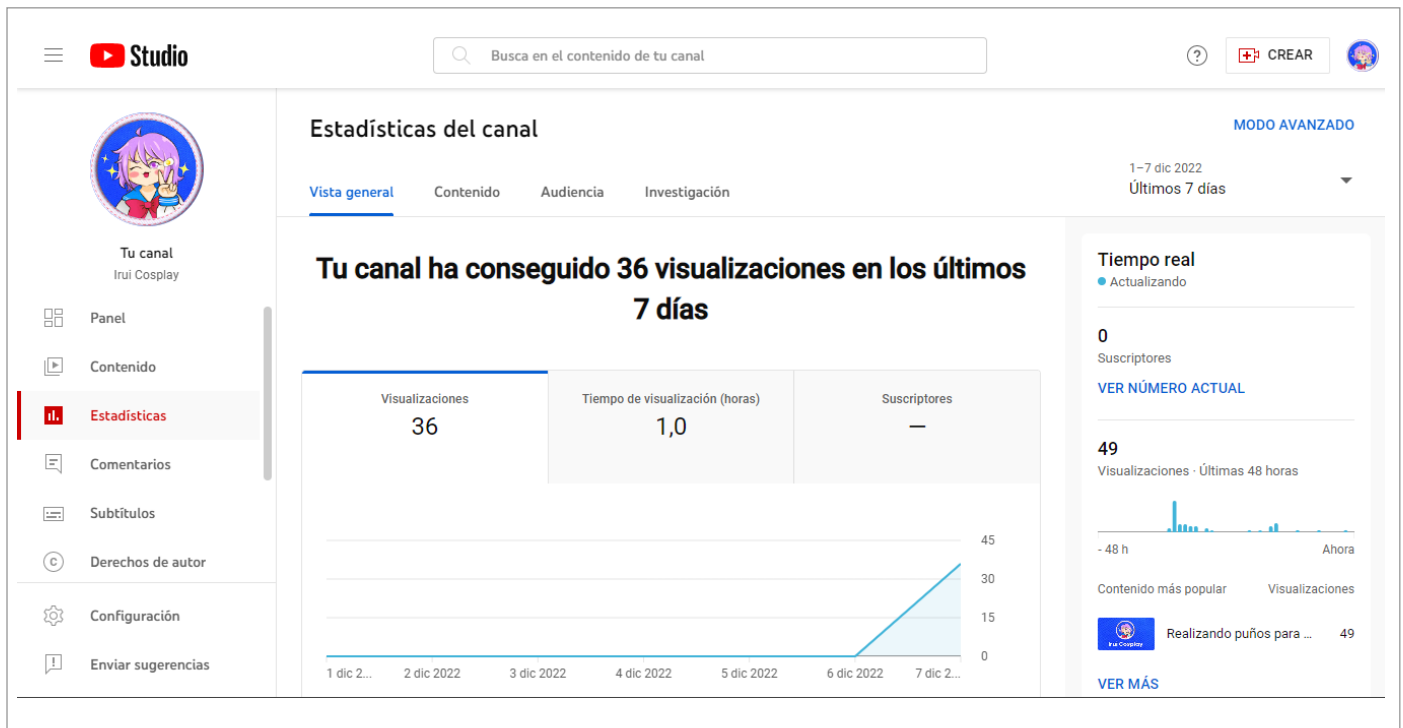 Studio
Busca en el contenido de tu canal
?
CREAR
Tu canal
Irui Cosplay
Panel
Contenido
Estadísticas
Comentarios
Subtítulos
Derechos de autor
Configuración
Enviar sugerencias
Estadísticas del canal
MODO AVANZADO
Vista general Contenido Audiencia Investigación
1–7 dic 2022
Últimos 7 días
Tu canal ha conseguido 36 visualizaciones en los últimos
7 días
Visualizaciones
36
Tiempo de visualización (horas)
1,0
Suscriptores
—
45
30
15
0
1 dic 2... 2 dic 2022 3 dic 2022 4 dic 2022 5 dic 2022 6 dic 2022 7 dic 2...
Tiempo real
Actualizando
0
Suscriptores
VER NÚMERO ACTUAL
49
Visualizaciones · Últimas 48 horas
- 48 h Ahora
Contenido más popular Visualizaciones
Irui Cosplay
Realizando puños para ... 49
VER MÁS